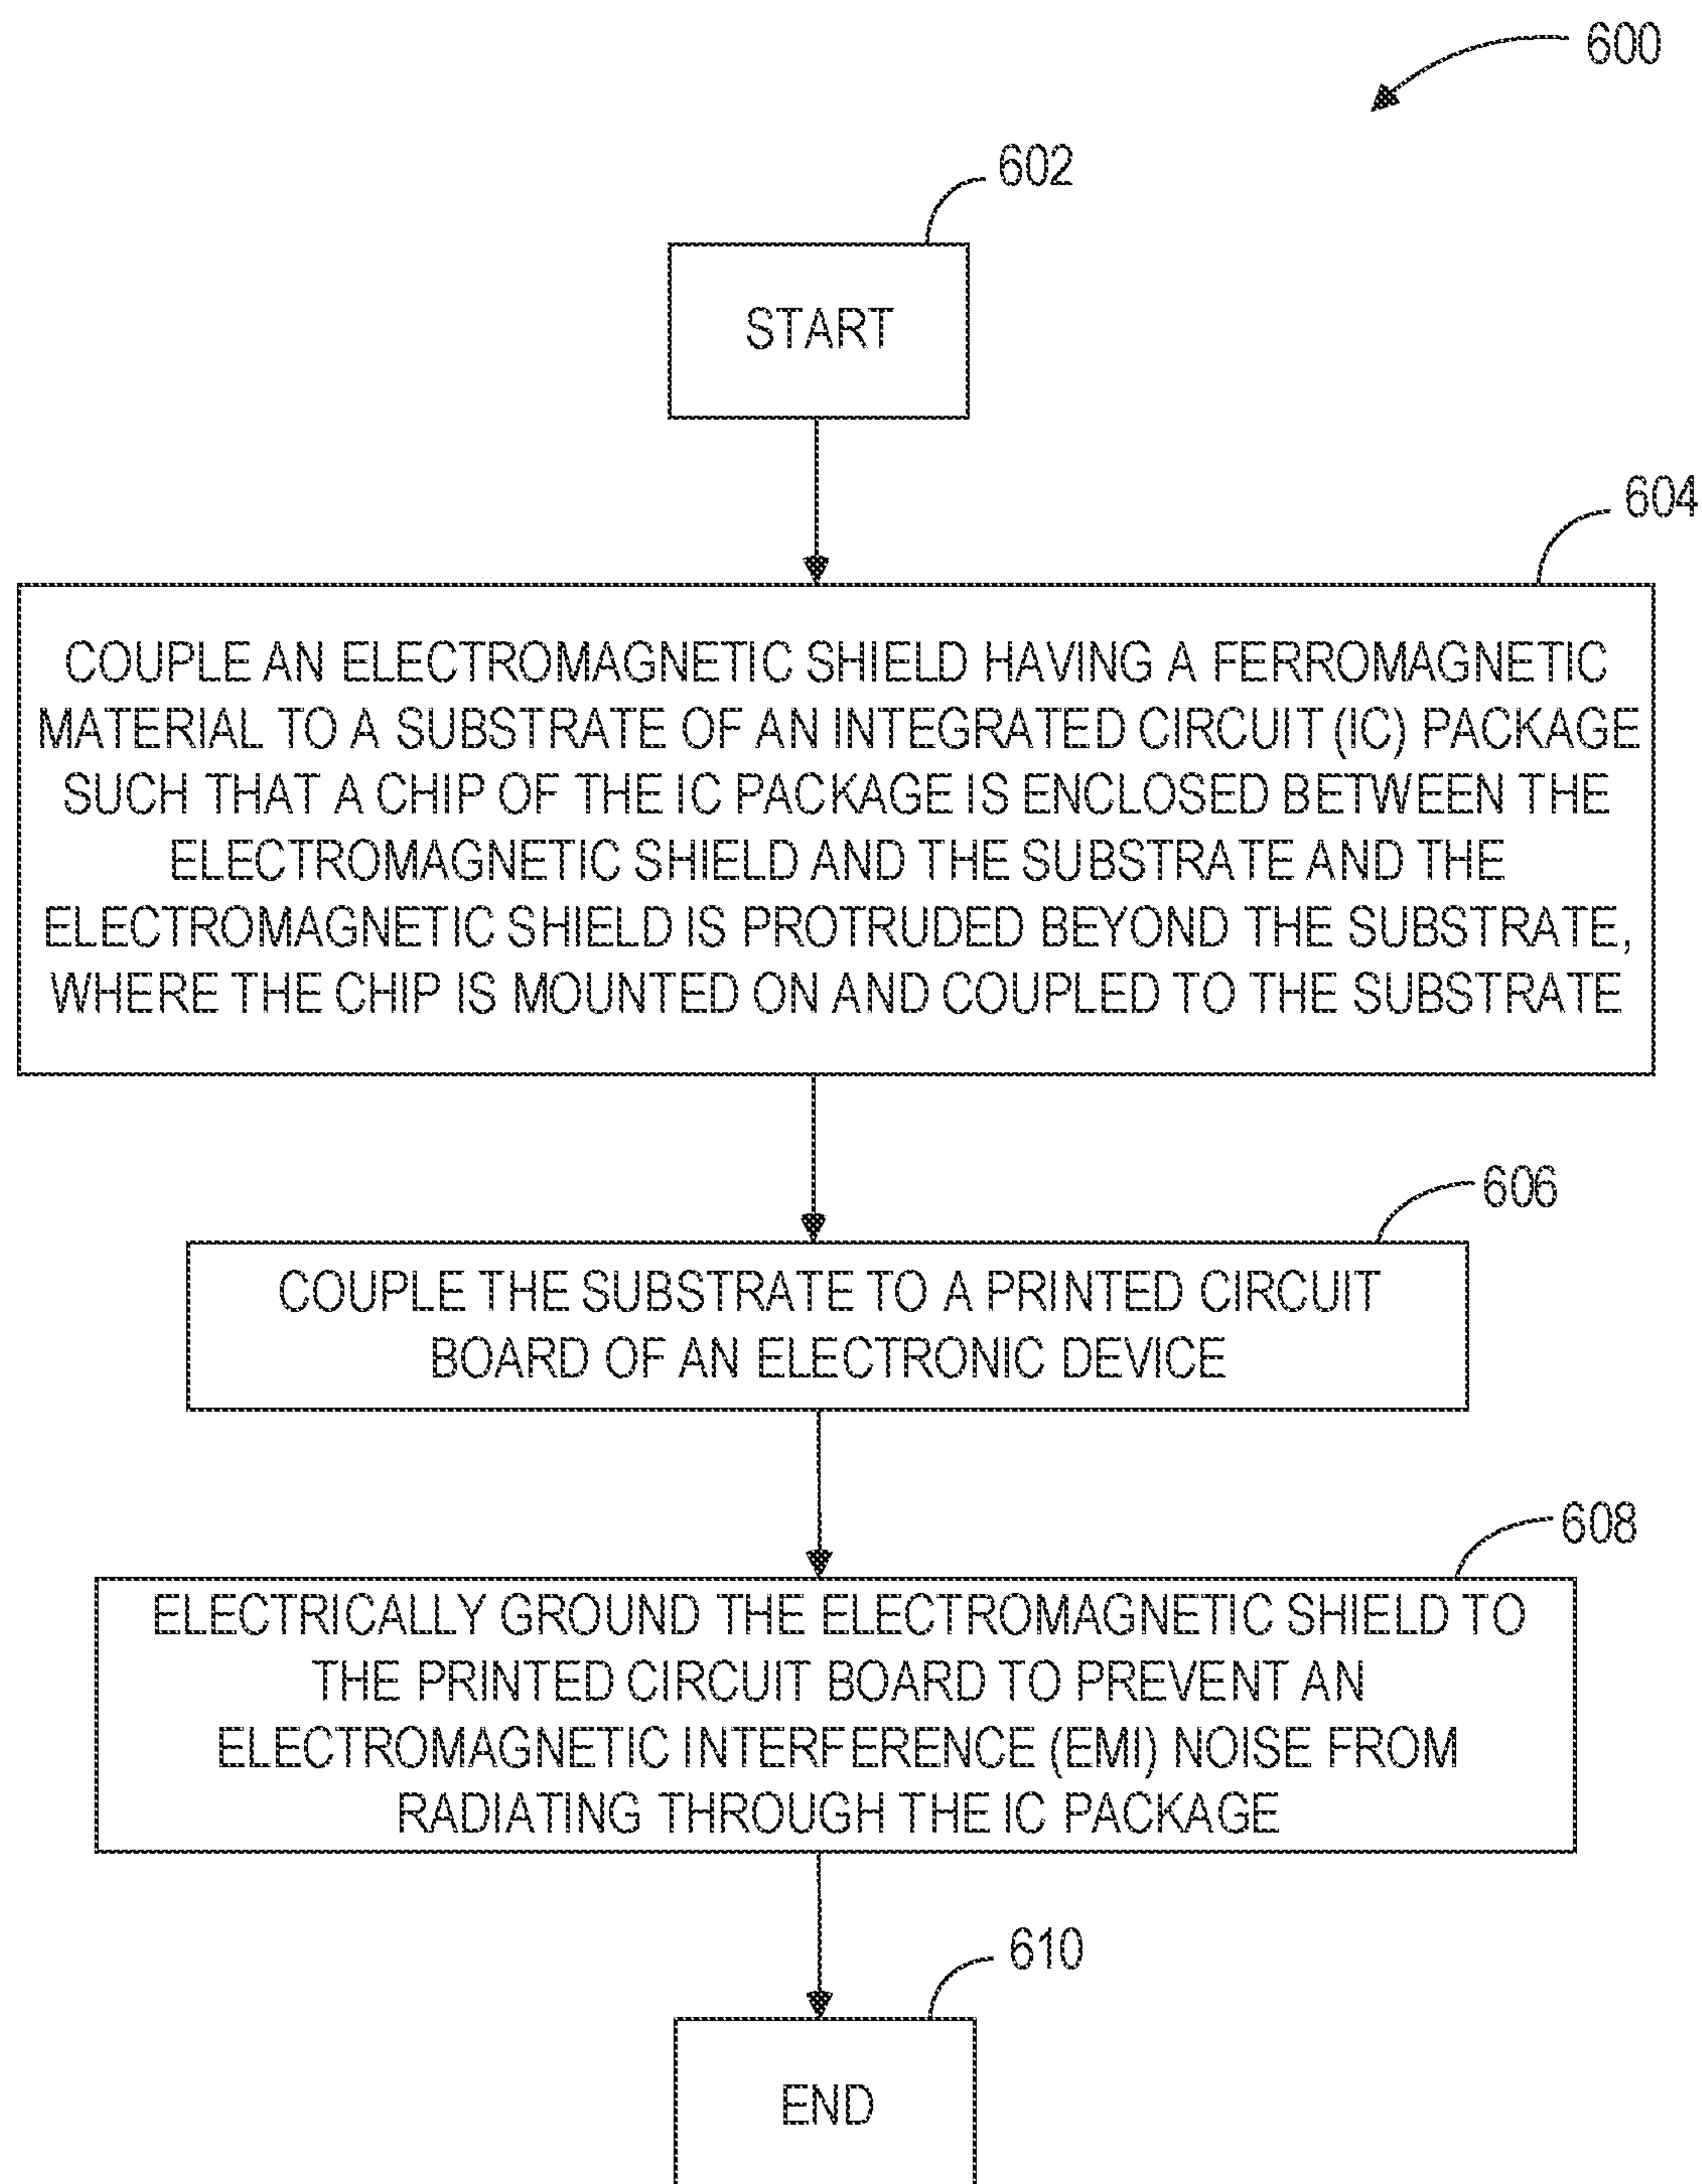 600
602
START
604
COUPLE AN ELECTROMAGNETIC SHIELD HAVING A FERROMAGNETIC
MATERIAL TO A SUBSTRATE OF AN INTEGRATED CIRCUIT (IC) PACKAGE
SUCH THAT A CHIP OF THE IC PACKAGE IS ENCLOSED BETWEEN THE
ELECTROMAGNETIC SHIELD AND THE SUBSTRATE AND THE
ELECTROMAGNETIC SHIELD IS PROTRUDED BEYOND THE SUBSTRATE,
WHERE THE CHIP IS MOUNTED ON AND COUPLED TO THE SUBSTRATE
606
COUPLE THE SUBSTRATE TO A PRINTED CIRCUIT
BOARD OF AN ELECTRONIC DEVICE
608
ELECTRICALLY GROUND THE ELECTROMAGNETIC SHIELD TO
THE PRINTED CIRCUIT BOARD TO PREVENT AN
ELECTROMAGNETIC INTERFERENCE (EMI) NOISE FROM
RADIATING THROUGH THE IC PACKAGE
610
END